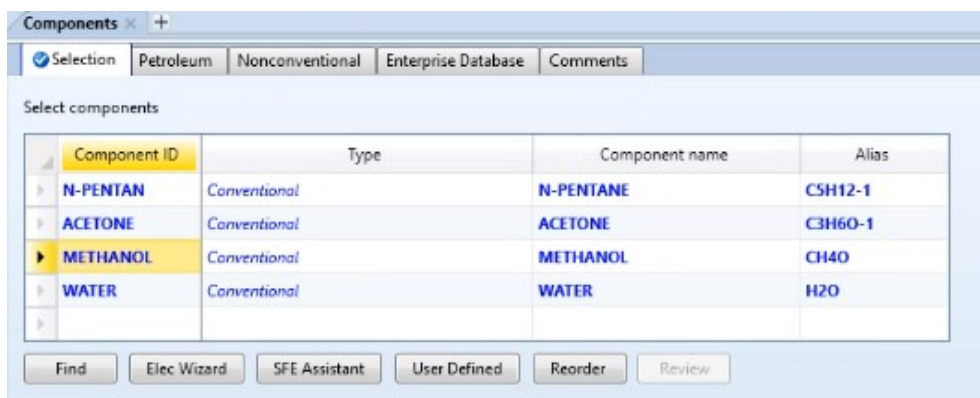 Components × +
Selection Petroleum Nonconventional Enterprise Database Comments
Select components
Component ID Type Component name Alias
N-PENTAN Conventional N-PENTANE C5H12-1
ACETONE Conventional ACETONE C3H6O-1
METHANOL Conventional METHANOL CH4O
WATER Conventional WATER H2O
Find Elec Wizard SFE Assistant User Defined Reorder Review